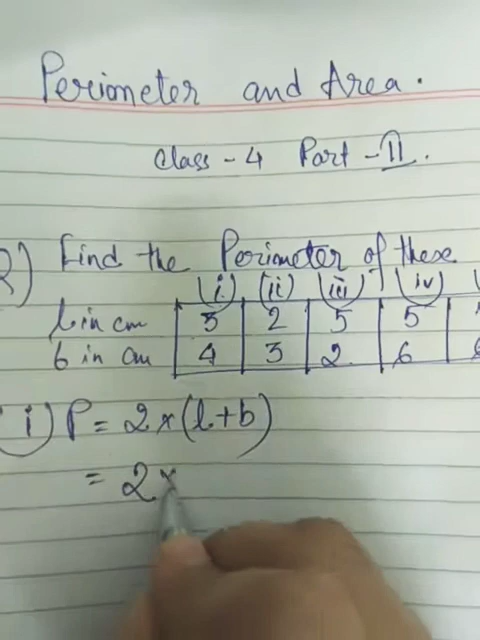 Perimeter and Area.
Class - 4 Part - II.
Find the Perimeter of these
(i) (ii) (iii) (iv)
l in cm 3 2 5 5
b in cm 4 3 2 6
(i) P = 2 × (l + b)
= 2 ×